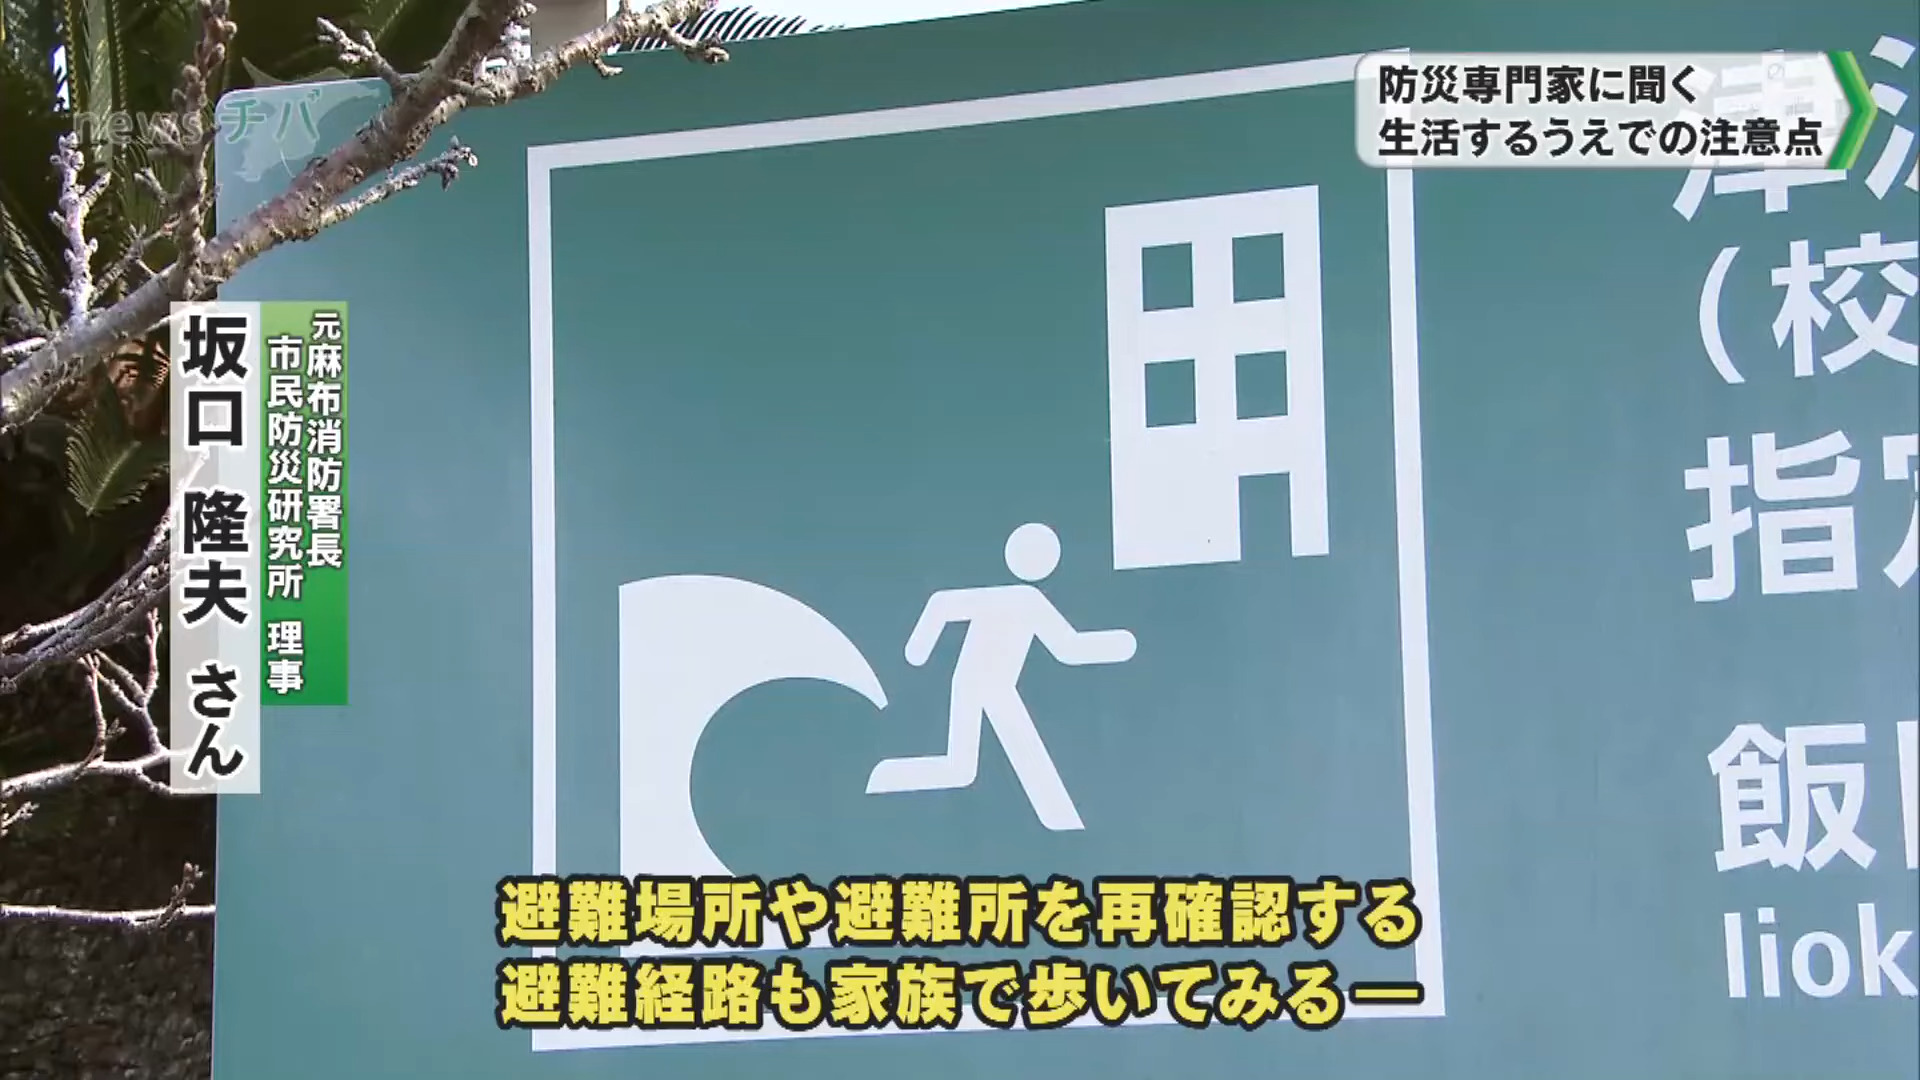 news チバ
防災専門家に聞く
生活するうえでの注意点
元麻布消防署長
市民防災研究所 理事
坂口 隆夫 さん
津
（校
指
飯
Iiok
避難場所や避難所を再確認する
避難経路も家族で歩いてみる―